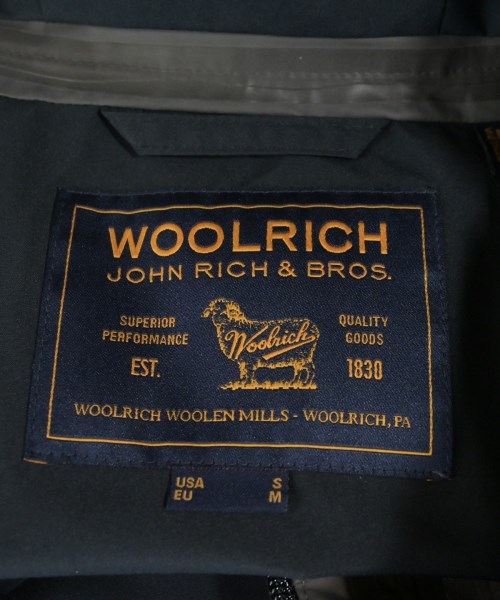 WOOLRICH
JOHN RICH & BROS.
SUPERIOR PERFORMANCE
EST.
Woolrich
QUALITY GOODS
1830
WOOLRICH WOOLEN MILLS - WOOLRICH, PA
USA S
EU M